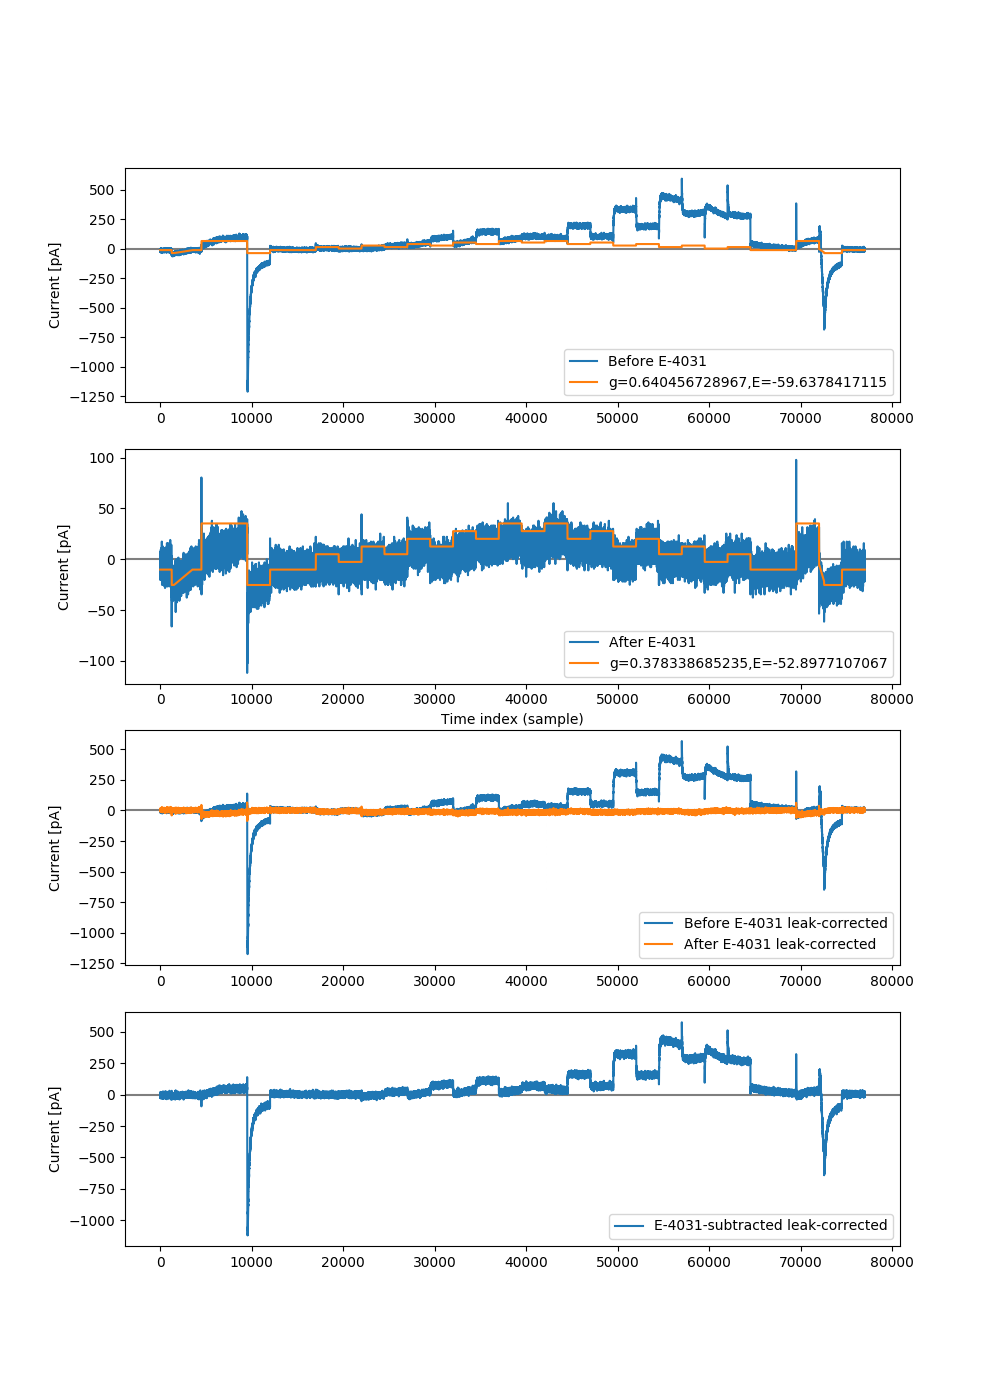 500
250
0
−250
−500
−750
−1000
−1250
Current [pA]
Before E-4031
g=0.640456728967,E=-59.6378417115
0 10000 20000 30000 40000 50000 60000 70000 80000
100
50
0
−50
−100
Current [pA]
After E-4031
g=0.378338685235,E=-52.8977107067
0 10000 20000 30000 40000 50000 60000 70000 80000
Time index (sample)
500
250
0
−250
−500
−750
−1000
−1250
Current [pA]
Before E-4031 leak-corrected
After E-4031 leak-corrected
0 10000 20000 30000 40000 50000 60000 70000 80000
500
250
0
−250
−500
−750
−1000
Current [pA]
E-4031-subtracted leak-corrected
0 10000 20000 30000 40000 50000 60000 70000 80000